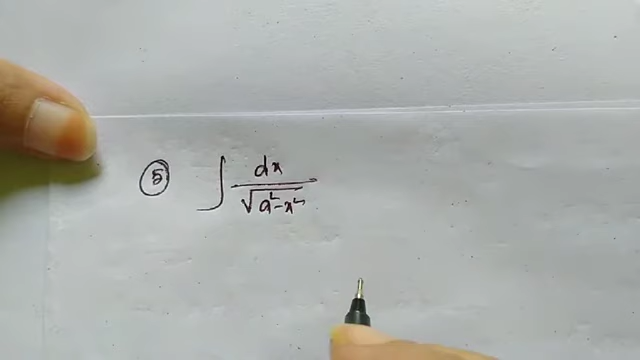 ⑤ ∫ dx / √(a² - x²)